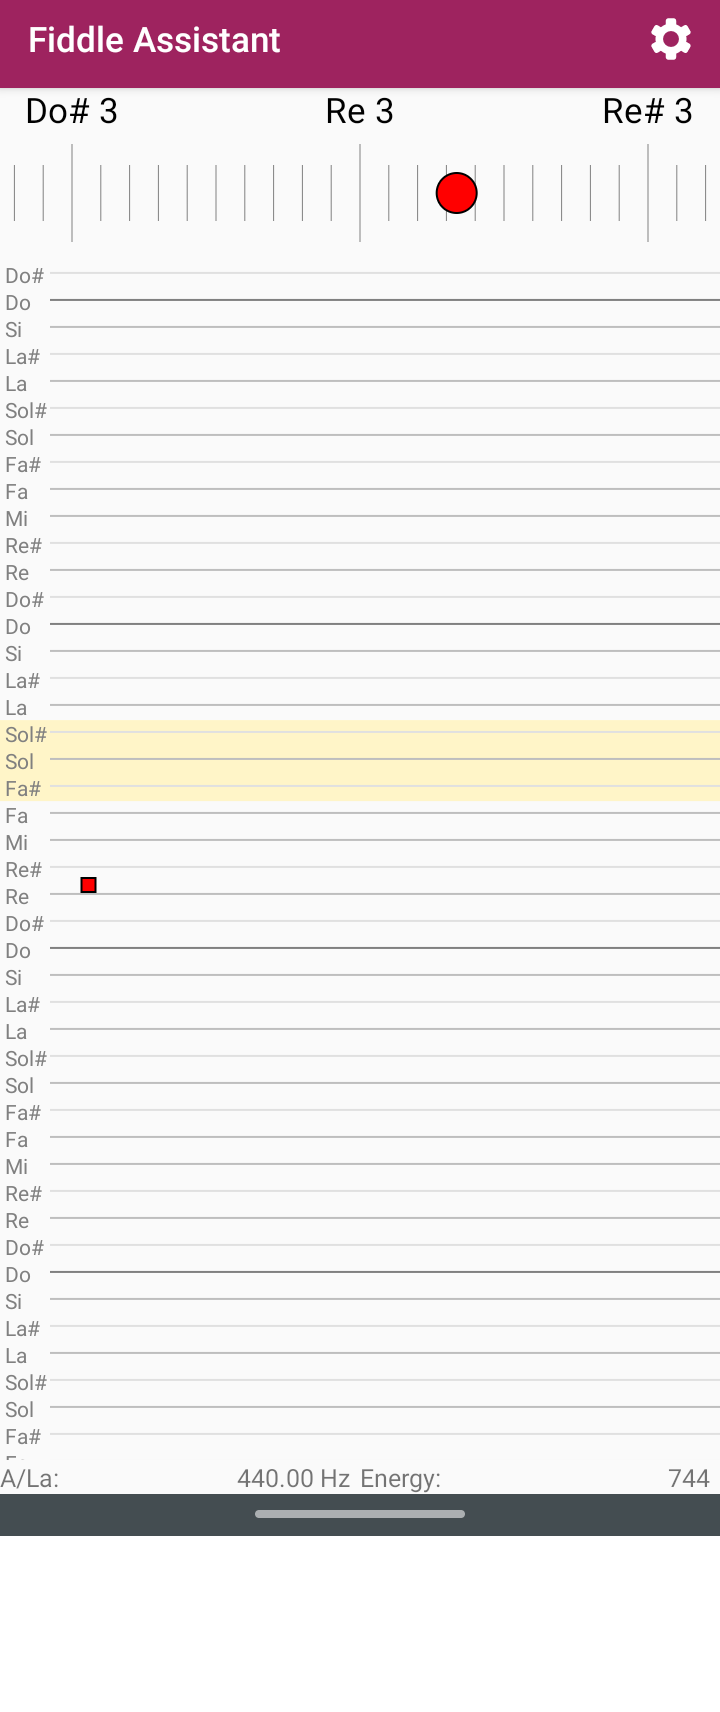 Fiddle Assistant
Do# 3 Re 3 Re# 3
Do#
Do
Si
La#
La
Sol#
Sol
Fa#
Fa
Mi
Re#
Re
Do#
Do
Si
La#
La
Sol#
Sol
Fa#
Fa
Mi
Re#
Re
Do#
Do
Si
La#
La
Sol#
Sol
Fa#
Fa
Mi
Re#
Re
Do#
Do
Si
La#
La
Sol#
Sol
Fa#
A/La: 440.00 Hz Energy: 744